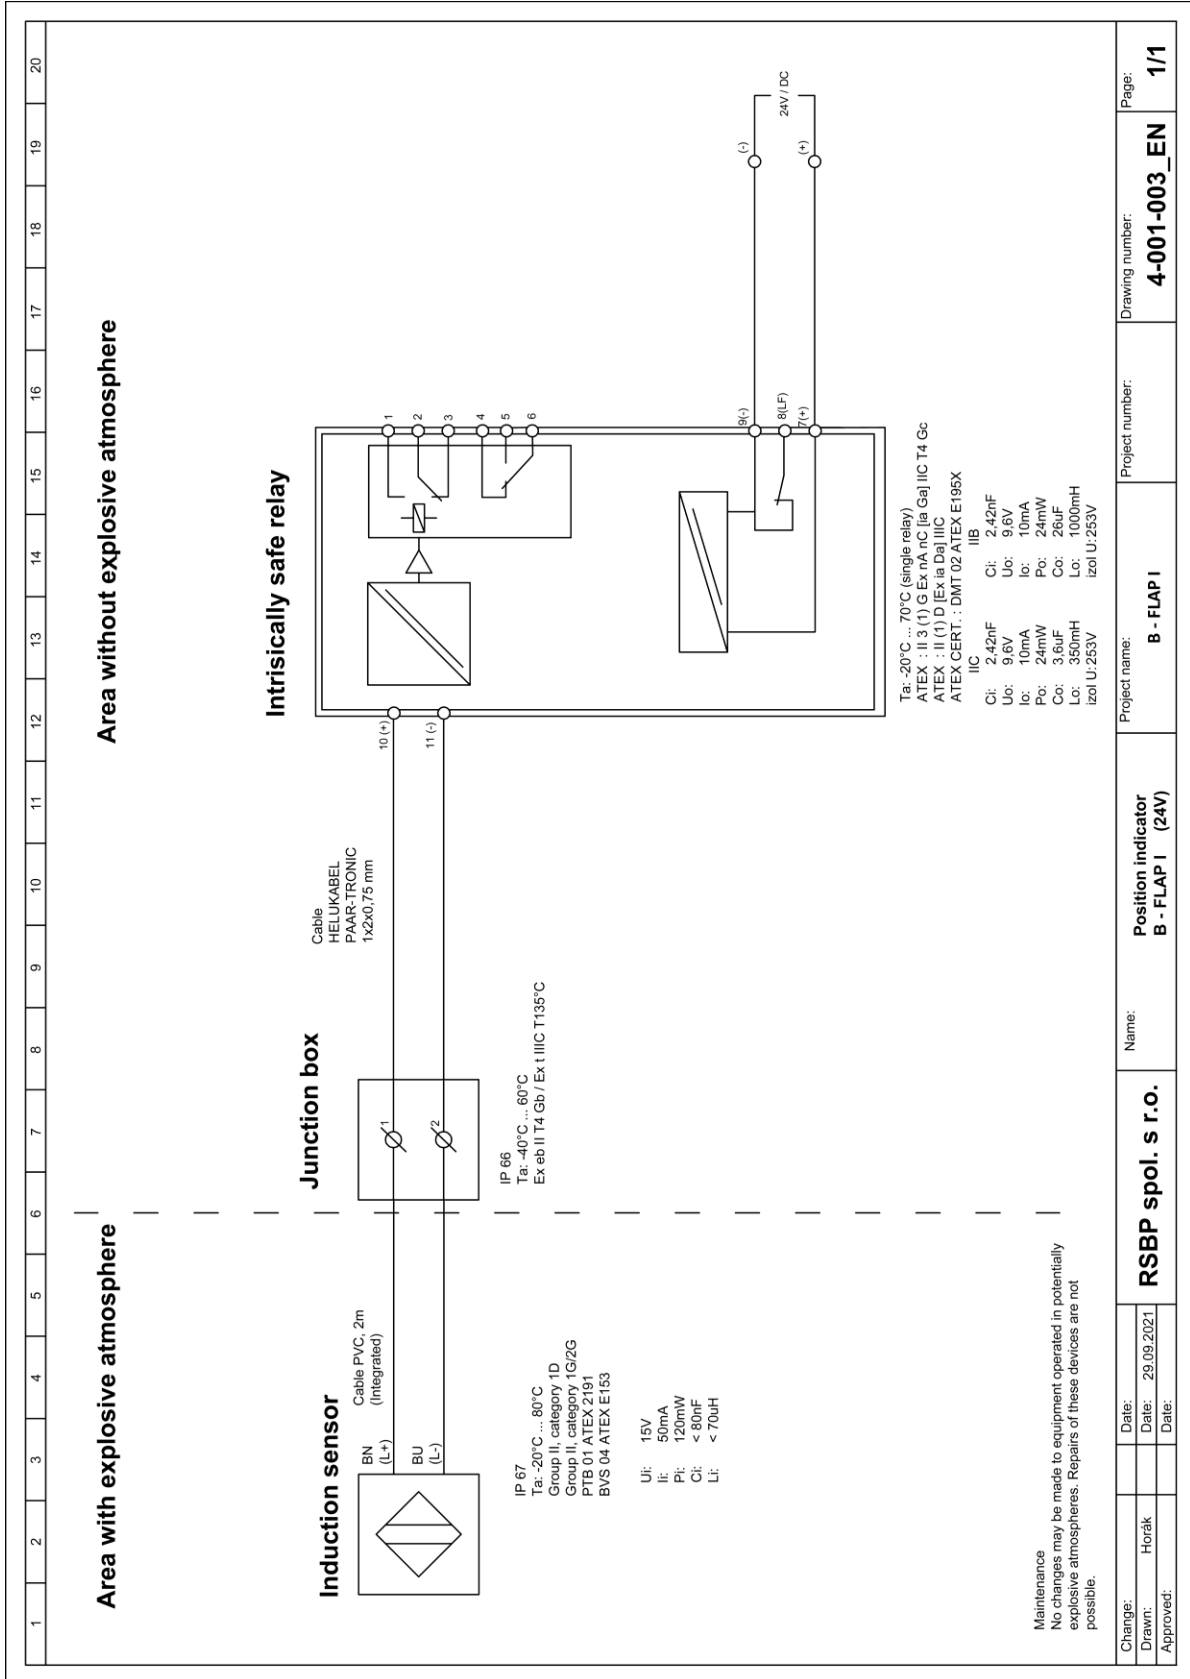 1 2 3 4 5 6 7 8 9 10 11 12 13 14 15 16 17 18 19 20
Area with explosive atmosphere
Area without explosive atmosphere
Induction sensor
Cable PVC, 2m
(Integrated)
BN
(L+)
BU
(L-)
IP 67
Ta: -20°C ... 80°C
Group II, category 1D
Group II, category 1G/2G
PTB 01 ATEX 2191
BVS 04 ATEX E153
Ui: 15V
Ii: 50mA
Pi: 120mW
Ci: < 80nF
Li: < 70uH
Junction box
1
2
IP 66
Ta: -40°C ... 60°C
Ex eb II T4 Gb / Ex t IIIC T135°C
Cable
HELUKABEL
PAAR-TRONIC
1x2x0,75 mm
Intrisically safe relay
10 (+)
11 (-)
1
2
3
4
5
6
9(-)
8(LF)
7(+)
(-)
(+)
24V / DC
Ta: -20°C ... 70°C (single relay)
ATEX : II 3 (1) G Ex nA nC [ia Ga] IIC T4 Gc
ATEX : II (1) D [Ex ia Da] IIIC
ATEX CERT. : DMT 02 ATEX E195X
IIC IIB
Ci: 2,42nF Ci: 2,42nF
Uo: 9,6V Uo: 9,6V
Io: 10mA Io: 10mA
Po: 24mW Po: 24mW
Co: 3,6uF Co: 26uF
Lo: 350mH Lo: 1000mH
izol U:253V izol U:253V
Maintenance
No changes may be made to equipment operated in potentially
explosive atmospheres. Repairs of these devices are not
possible.
Change: Date:
Drawn: Horák Date: 29.09.2021
Approved: Date:
RSBP spol. s r.o.
Name:
Position indicator
B - FLAP I (24V)
Project name:
B - FLAP I
Project number:
Drawing number:
4-001-003_EN
Page:
1/1